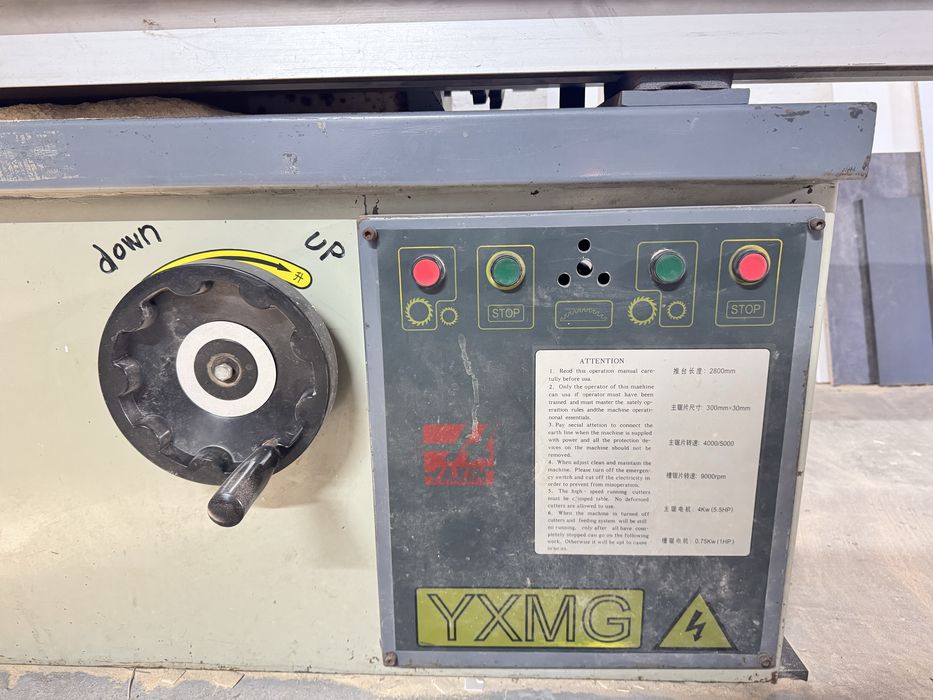 down
UP
升
STOP
STOP
ATTENTION
1. Read this operation manual care-
tully before usa.
2. Only the operator of this maehine
can usa if operator must have been
trained and must master the safely op-
eraition rules andthe machine operati-
onal essentials.
3. Pay secial attetion to connect the
earth line when the machine is supplied
with power and all the protection de-
vices on the machine should not be
removed.
4. When adjust clean and maintain the
machine. Please turn off the emergen-
cy switch and cut off the electricity in
order to prevent from misoperation.
5. The high-speed running cutters
must be camped table. No deformed
cutters are allowed to use.
6. When the machine in turned off
cutters and feeding system will be still
on running, only after all have com-
pletely stopped can go on the following
work. Otherwise it will be apt to cause
推台长度: 2800mm
主锯片尺寸: 300mm×30mm
主锯片转速: 4000/5000
槽锯片转速: 9000rpm
主锯电机: 4Kw(5.5HP)
槽锯电机: 0.75Kw(1HP)
YXMG